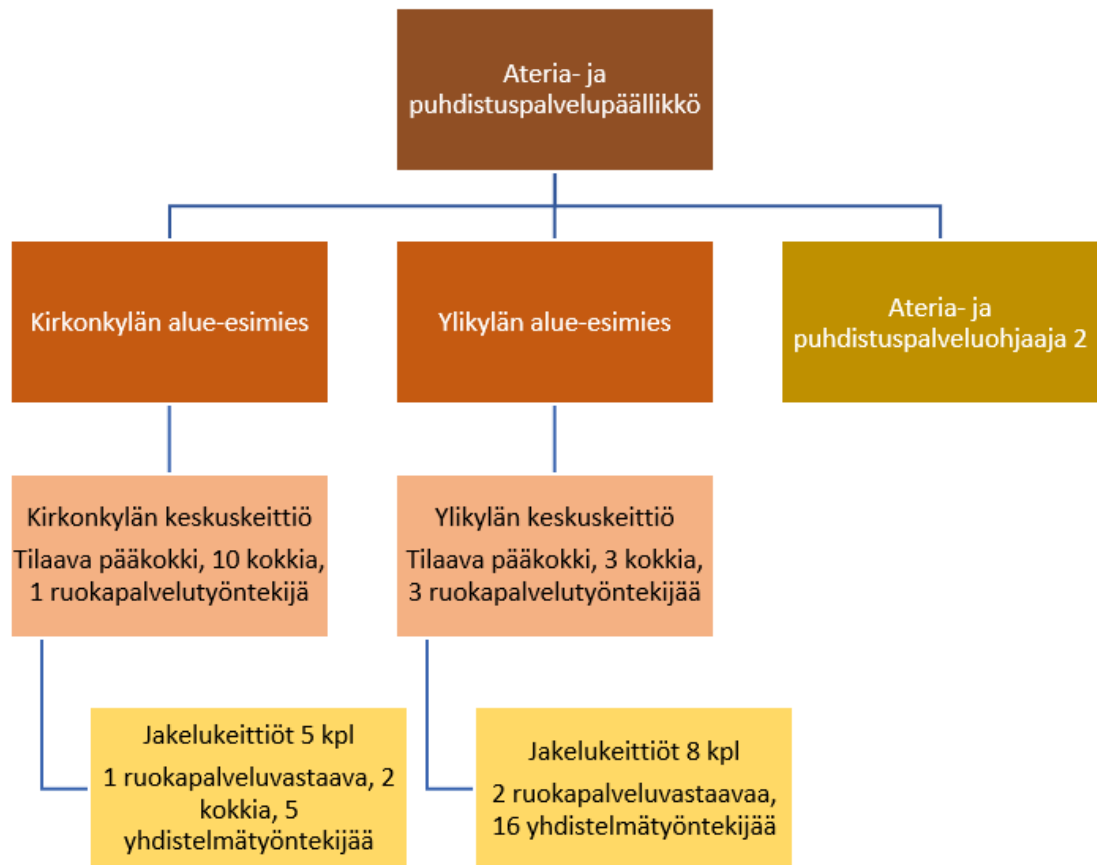 Ateria- ja
puhdistuspalvelupäällikkö
Kirkonkylän alue-esimies
Ylikylän alue-esimies
Ateria- ja
puhdistuspalveluohjaaja 2
Kirkonkylän keskuskeittiö
Tilaava pääkokki, 10 kokkia,
1 ruokapalvelutyöntekijä
Ylikylän keskuskeittiö
Tilaava pääkokki, 3 kokkia,
3 ruokapalvelutyöntekijää
Jakelukeittiöt 5 kpl
1 ruokapalveluvastaava, 2
kokkia, 5
yhdistelmätyöntekijää
Jakelukeittiöt 8 kpl
2 ruokapalveluvastaavaa,
16 yhdistelmätyöntekijää